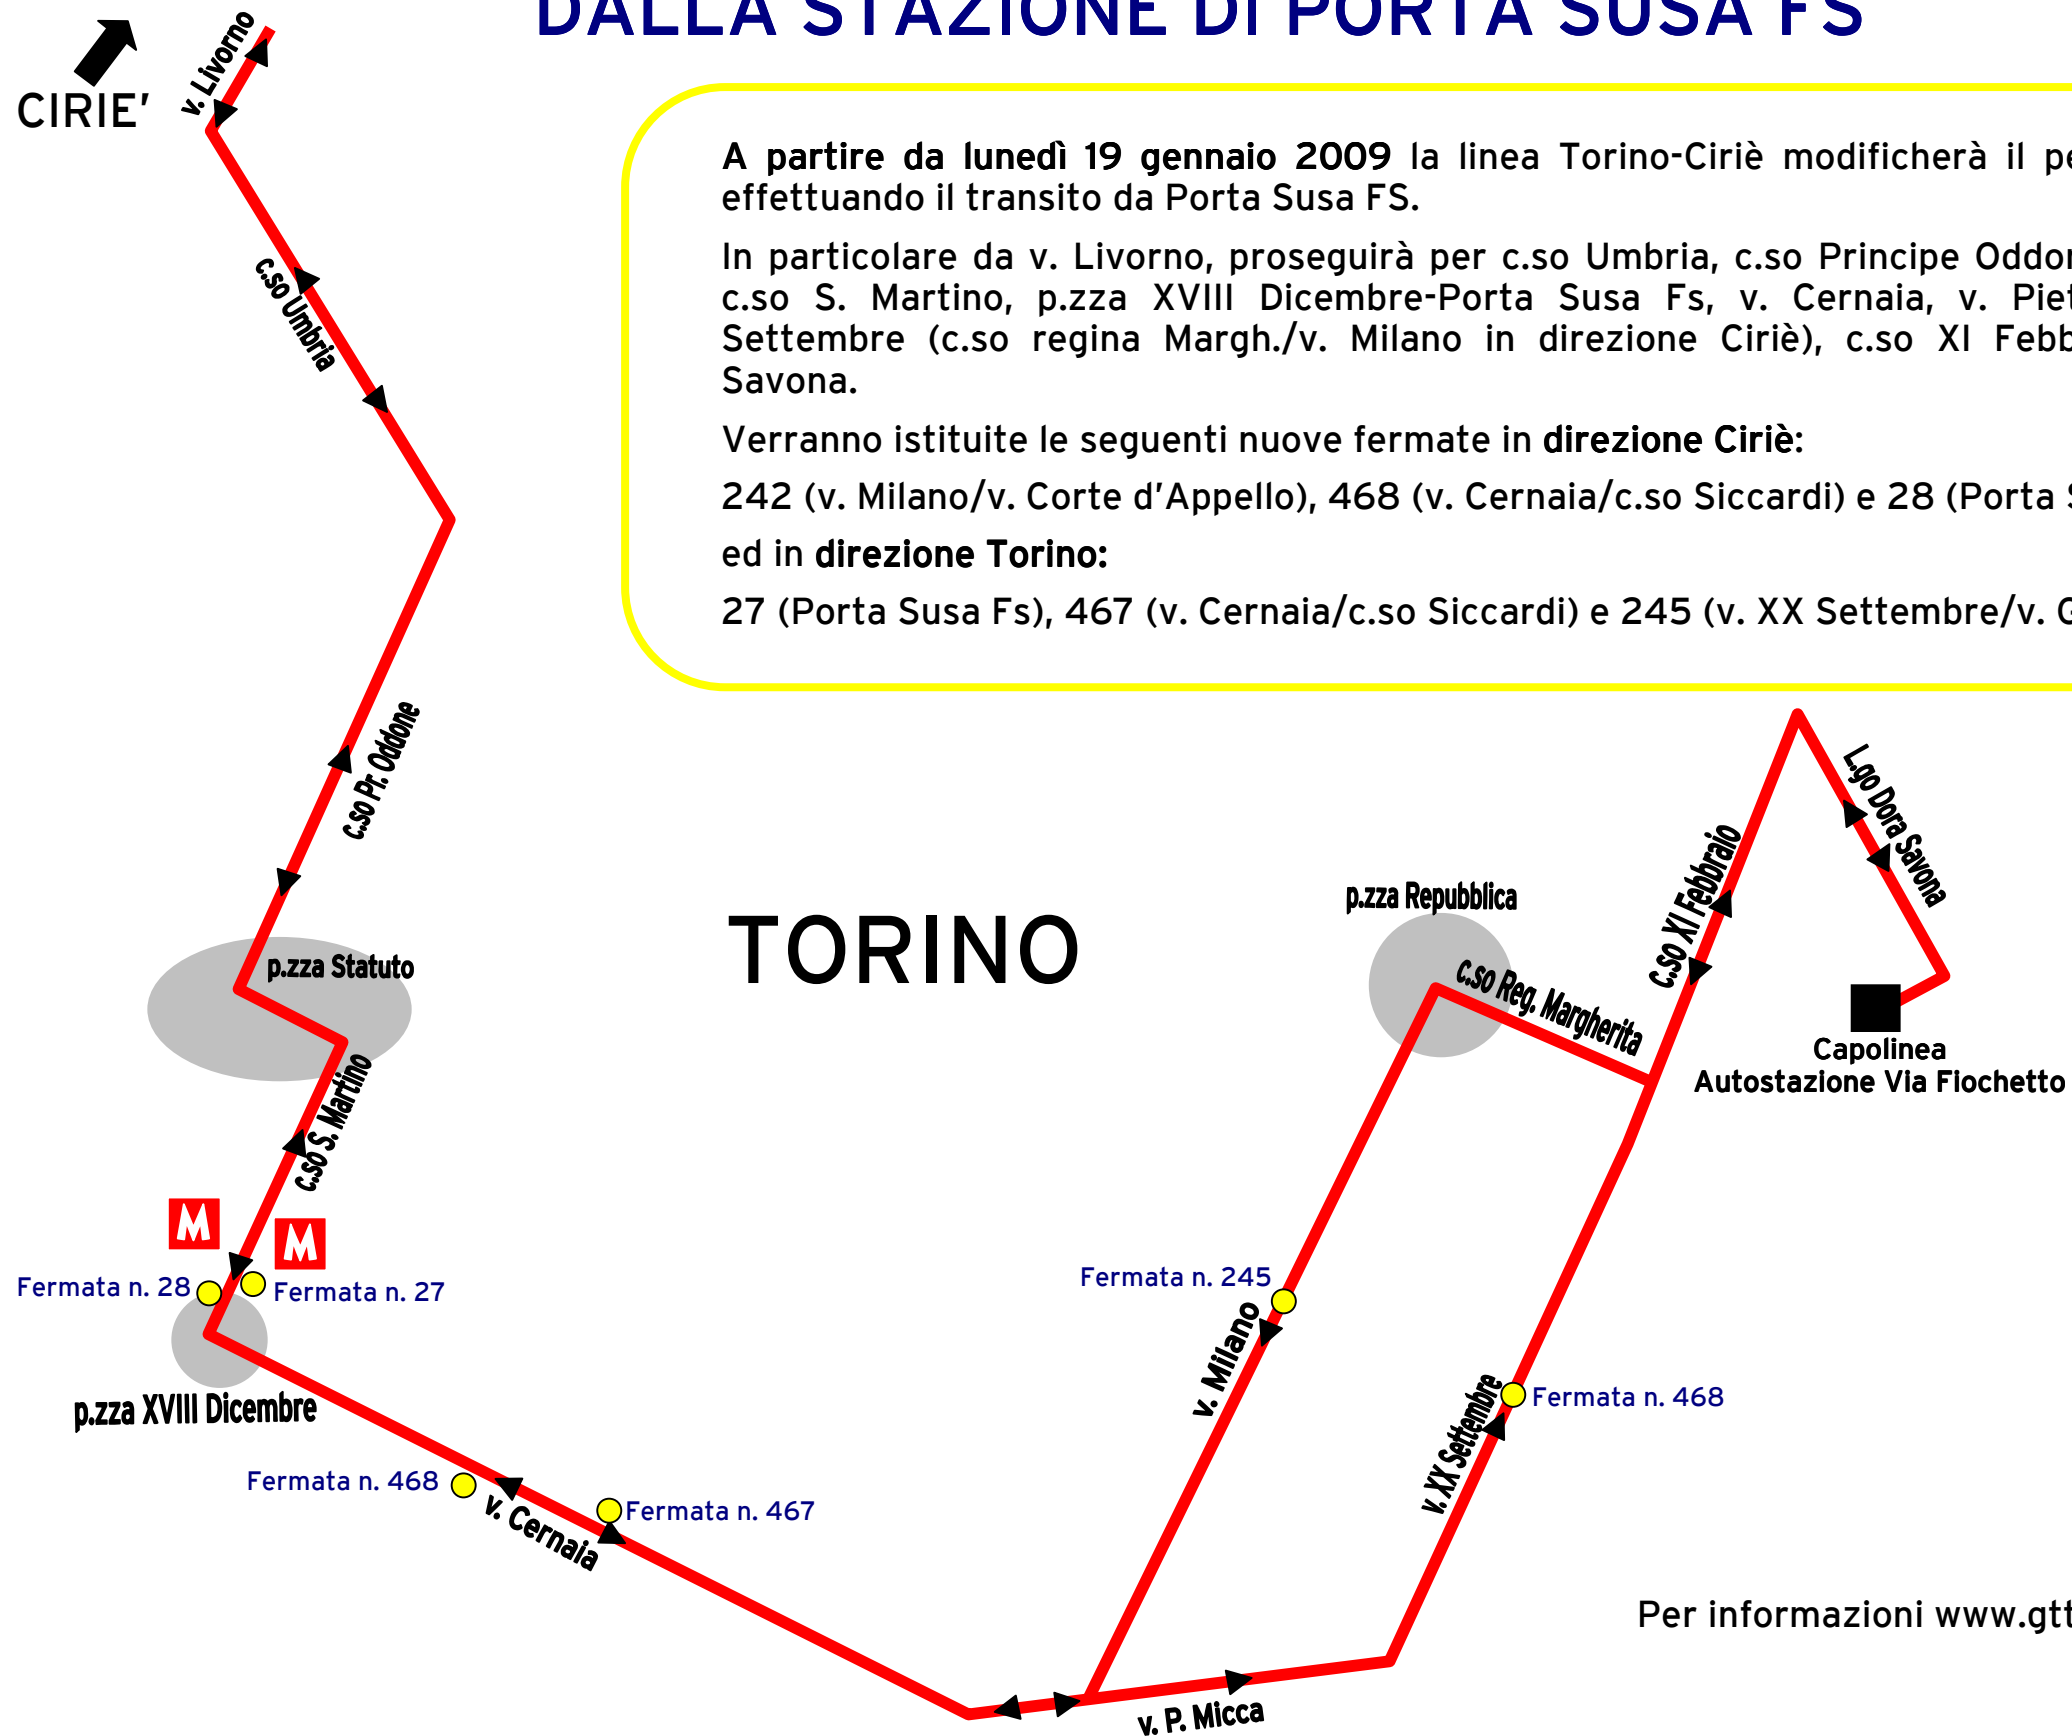 DALLA STAZIONE DI PORTA SUSA FS
CIRIE'
v. Livorno
A partire da lunedì 19 gennaio 2009 la linea Torino-Ciriè modificherà il
effettuando il transito da Porta Susa FS.
In particolare da v. Livorno, proseguirà per c.so Umbria, c.so Principe
c.so S. Martino, p.zza XVIII Dicembre-Porta Susa Fs, v. Cernaia, v.
Settembre (c.so regina Margh./v. Milano in direzione Ciriè), c.so XI
Savona.
Verranno istituite le seguenti nuove fermate in direzione Ciriè:
242 (v. Milano/v. Corte d'Appello), 468 (v. Cernaia/c.so Siccardi) e 28 (Porta
ed in direzione Torino:
27 (Porta Susa Fs), 467 (v. Cernaia/c.so Siccardi) e 245 (v. XX Settembre/v.
c.so Umbria
c.so Pr. Oddone
L.go Dora Savona
c.so XI Febbraio
p.zza Repubblica
TORINO
p.zza Statuto
c.so Reg. Margherita
Capolinea
Autostazione Via Fiochetto
c.so S. Martino
M
M
Fermata n. 28
Fermata n. 27
Fermata n. 245
v. Milano
p.zza XVIII Dicembre
v. XX Settembre
Fermata n. 468
Fermata n. 468
v. Cernaia
Fermata n. 467
Per informazioni
v. P. Micca